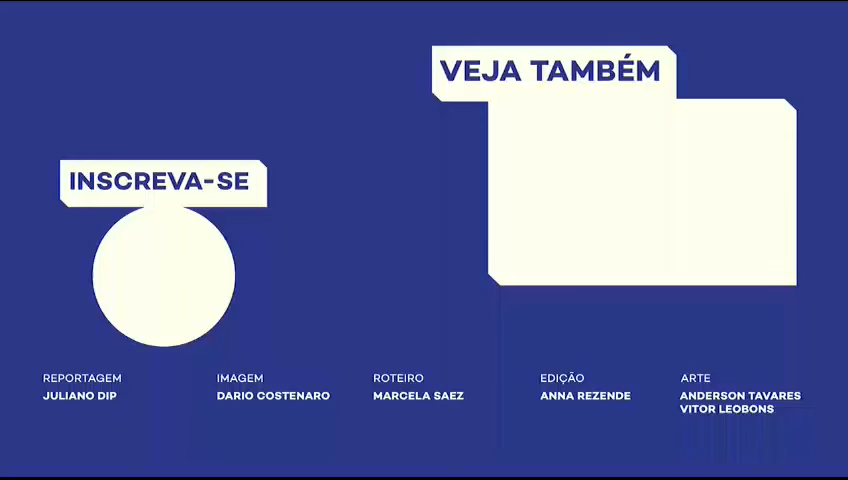 VEJA TAMBÉM
INSCREVA-SE
REPORTAGEM
JULIANO DIP
IMAGEM
DARIO COSTENARO
ROTEIRO
MARCELA SAEZ
EDIÇÃO
ANNA REZENDE
ARTE
ANDERSON TAVARES
VITOR LEOBONS